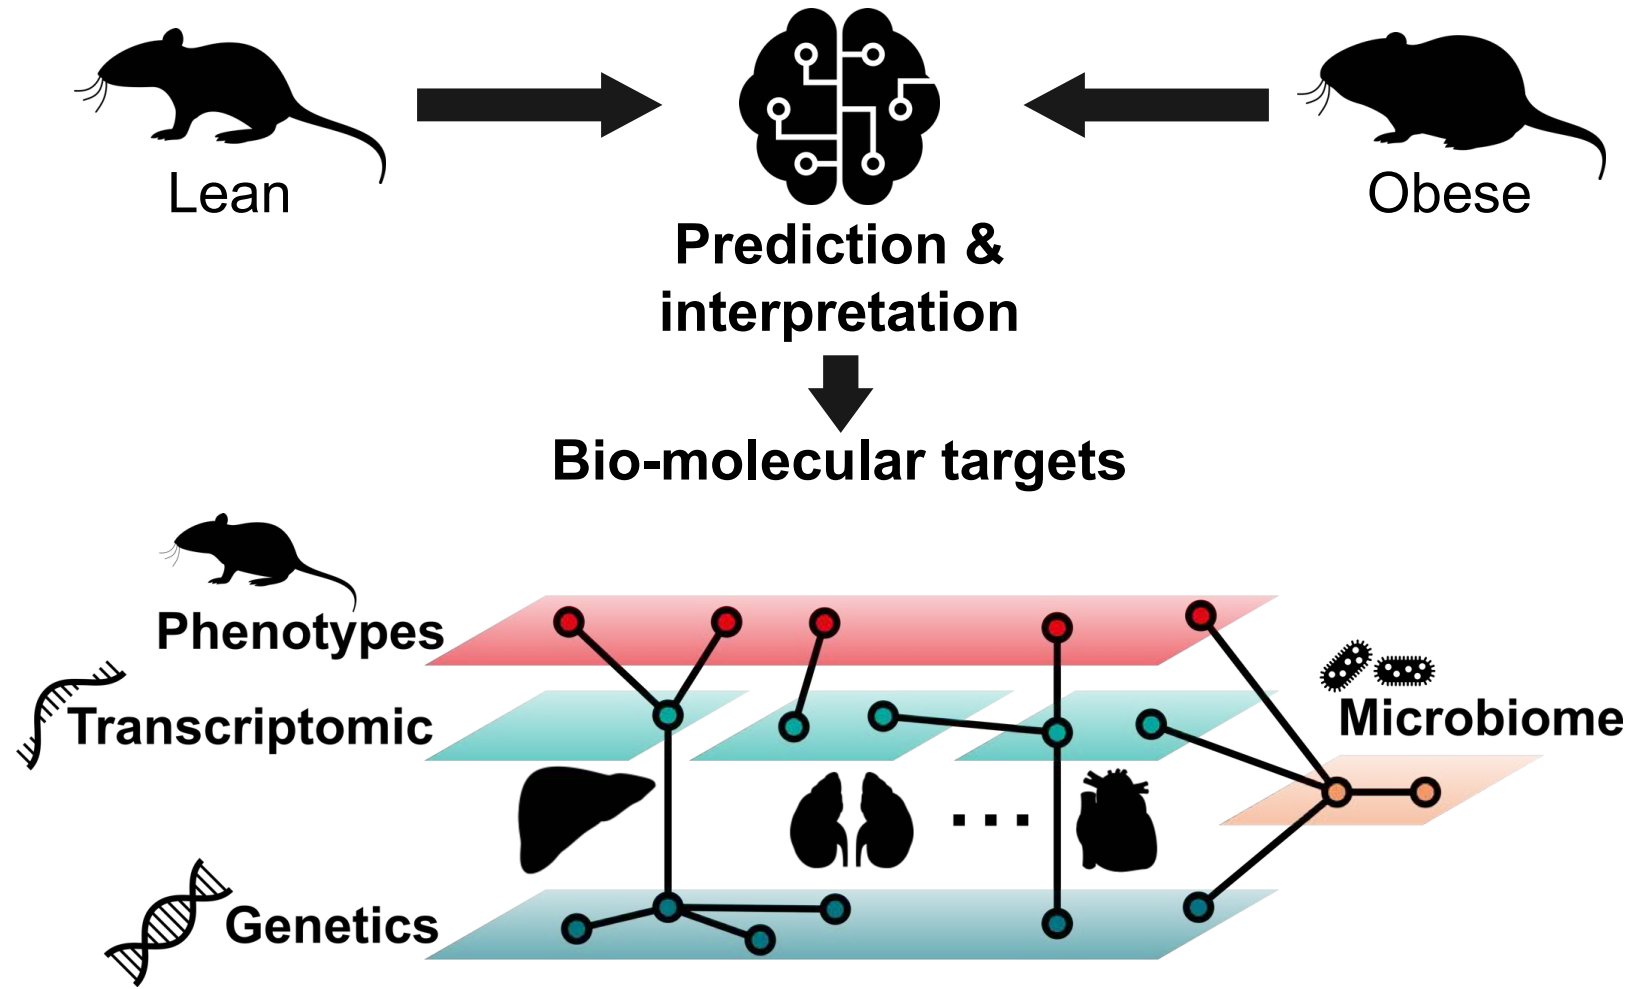 Lean
Obese
Prediction &
interpretation
Bio-molecular targets
Phenotypes
Transcriptomic
Microbiome
...
Genetics